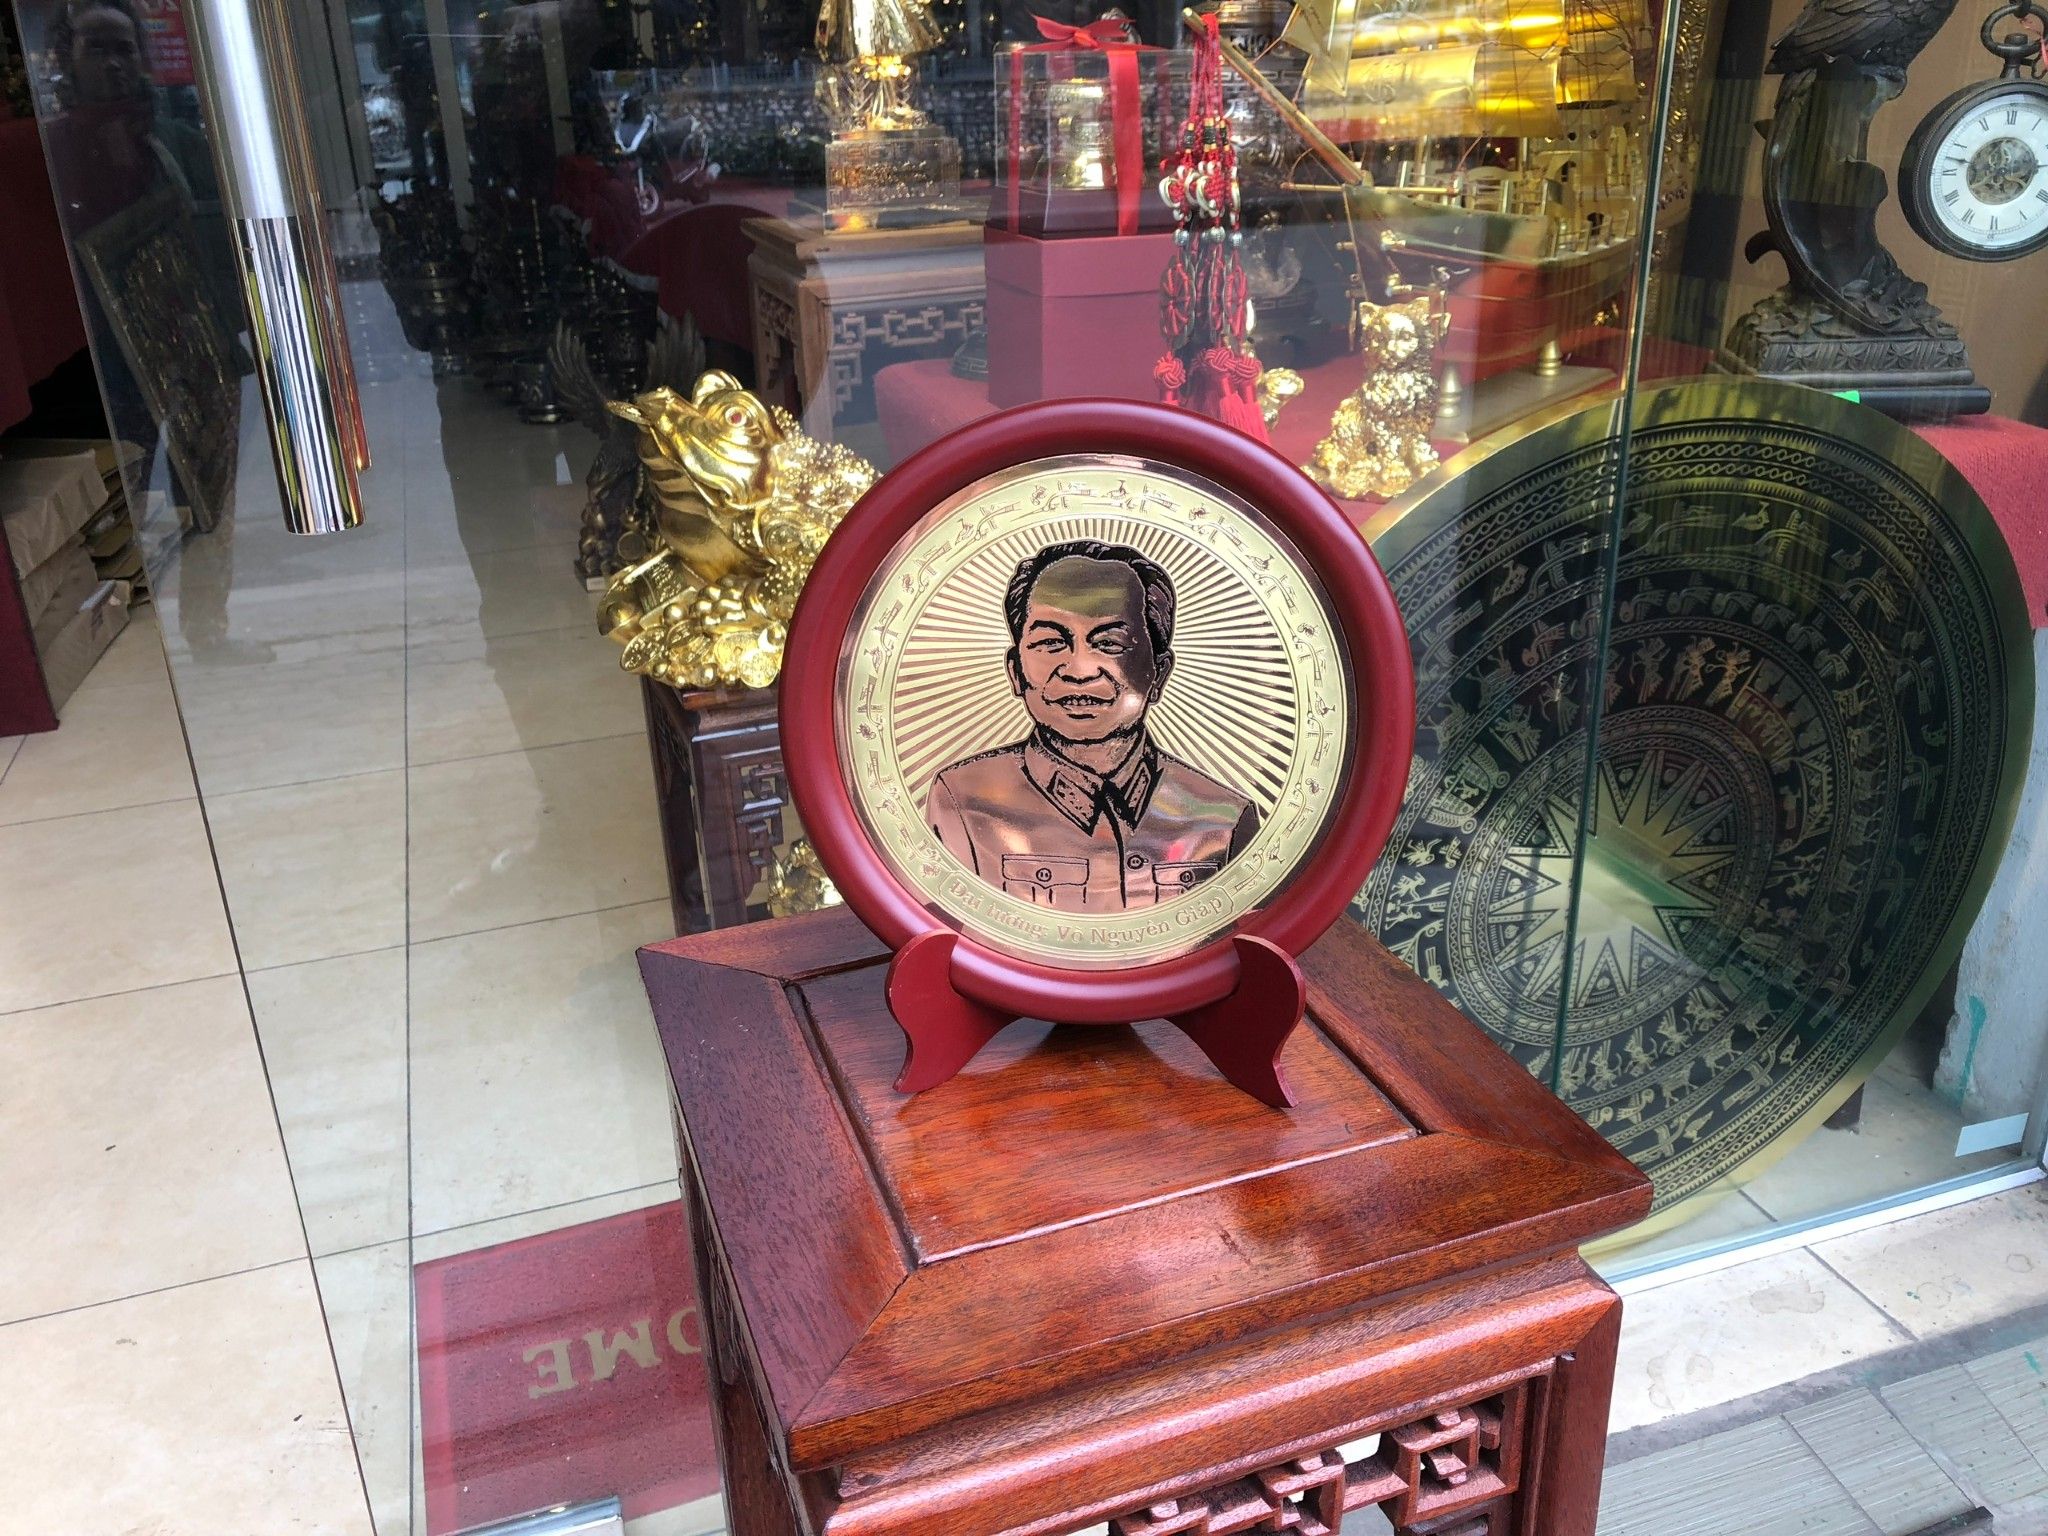 Đại tướng: Võ Nguyên Giáp
OME